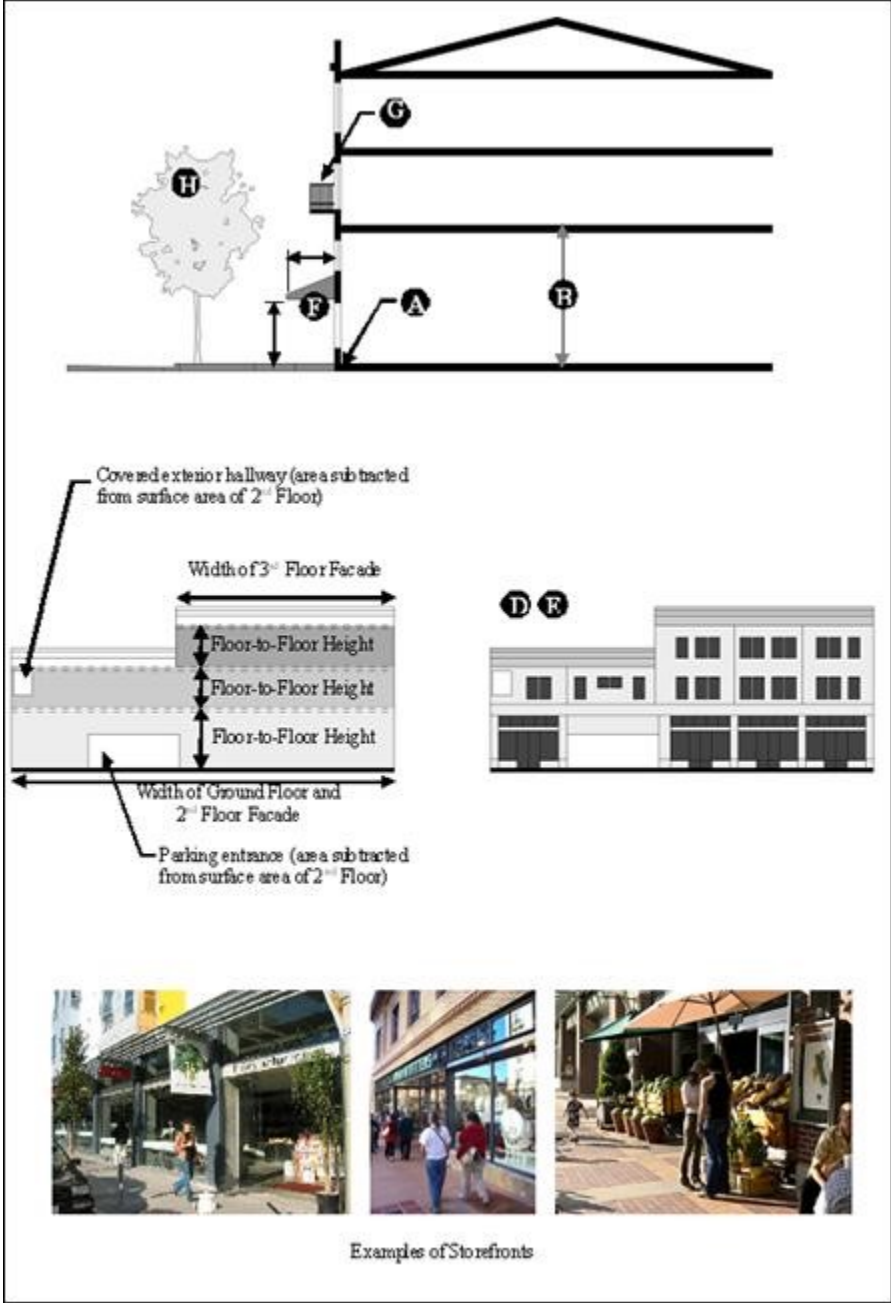 G
H
B
F
A
Covered exterior hallway (area subtracted
from surface area of 2nd Floor)
Width of 3rd Floor Facade
D E
Floor-to-Floor Height
Floor-to-Floor Height
Floor-to-Floor Height
Width of Ground Floor and
2nd Floor Facade
Parking entrance (area subtracted
from surface area of 2nd Floor)
Examples of Storefronts